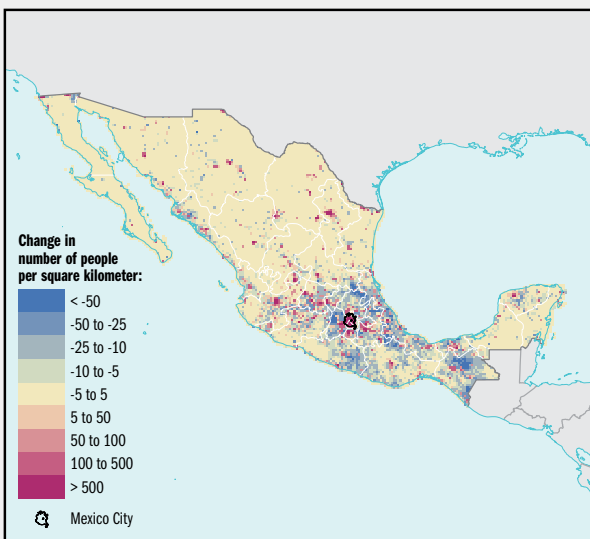 Change in
number of people
per square kilometer:
< -50
-50 to -25
-25 to -10
-10 to -5
-5 to 5
5 to 50
50 to 100
100 to 500
> 500
Mexico City